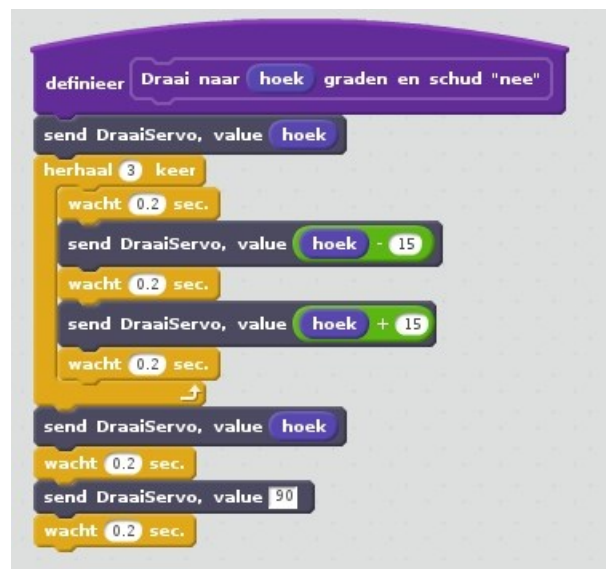 definieer Draai naar hoek graden en schud "nee"
send DraaiServo, value hoek
herhaal 3 keer
wacht 0.2 sec.
send DraaiServo, value hoek - 15
wacht 0.2 sec.
send DraaiServo, value hoek + 15
wacht 0.2 sec.
send DraaiServo, value hoek
wacht 0.2 sec.
send DraaiServo, value 90
wacht 0.2 sec.